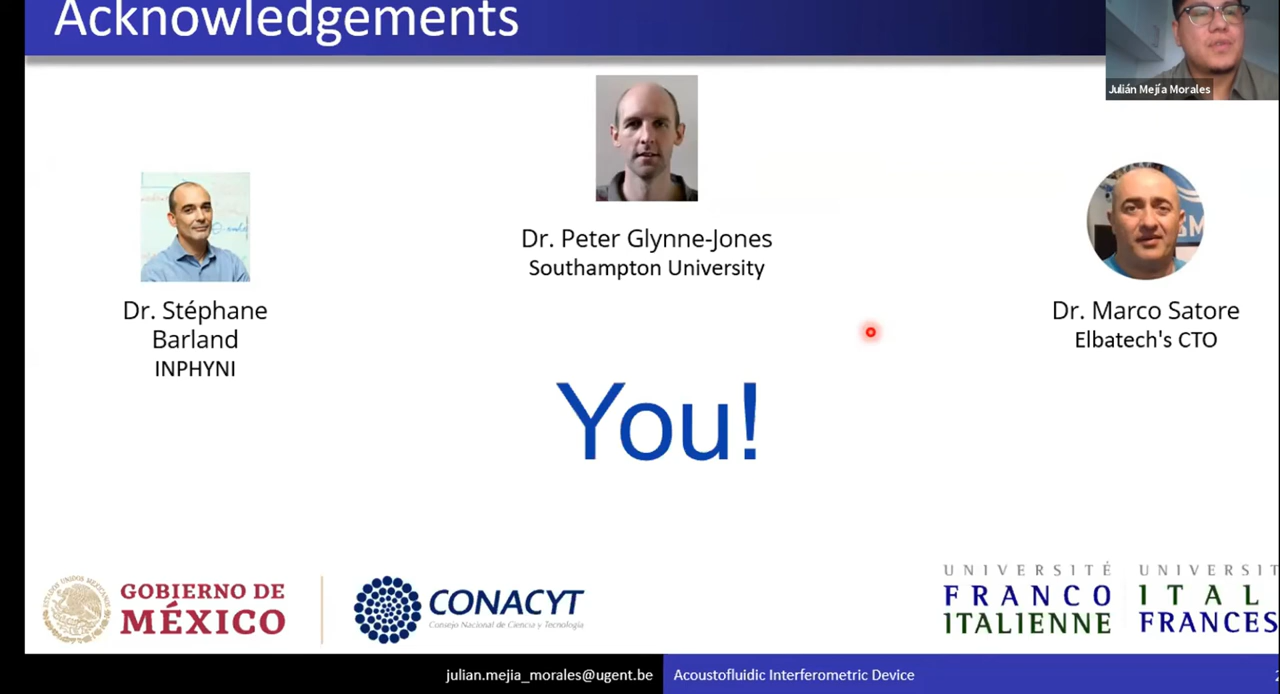 Acknowledgements
Julián Mejía Morales
Dr. Peter Glynne-Jones
Southampton University
Dr. Stéphane
Barland
INPHYNI
Dr. Marco Satore
Elbatech's CTO
You!
GOBIERNO DE
MÉXICO
CONACYT
Consejo Nacional de Ciencia y Tecnología
UNIVERSITÉ
FRANCO
ITALIENNE
UNIVERSIT
ITAL
FRANCES
julian.mejia_morales@ugent.be
Acoustofluidic Interferometric Device